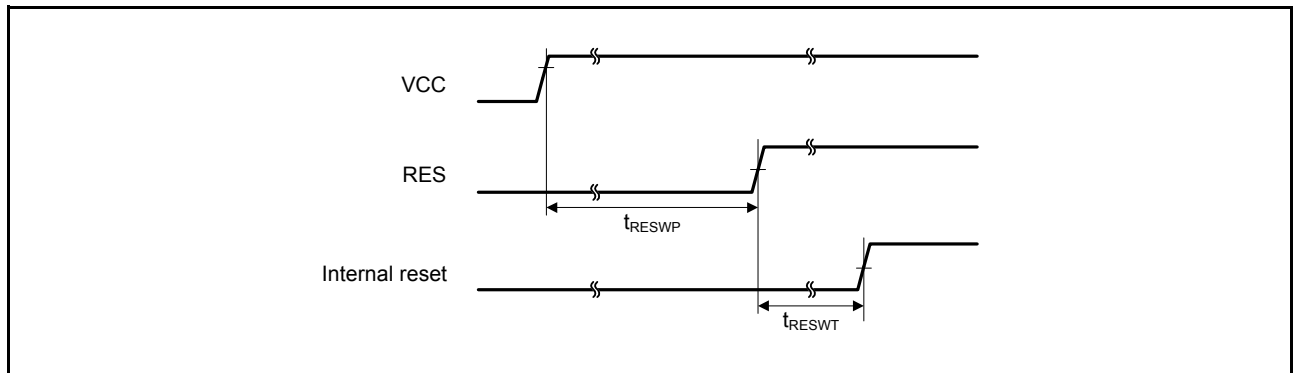 VCC
RES
tRESWP
Internal reset
tRESWT